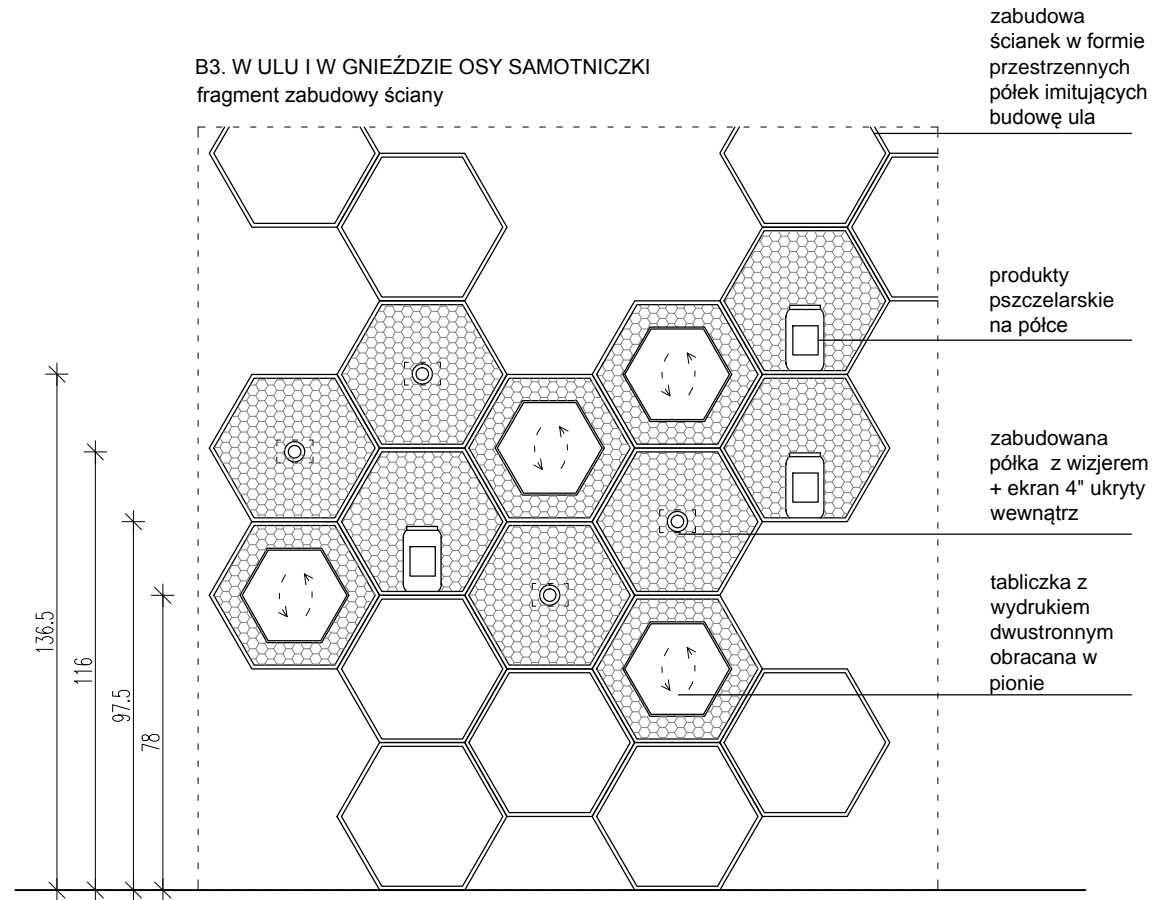 B3. W ULU I W GNIEŹDZIE OSY SAMOTNICZKI
fragment zabudowy ściany
zabudowa
ścianek w formie
przestrzennych
półek imitujących
budowę ula
produkty
pszczelarskie
na półce
zabudowana
półka z wizjerem
+ ekran 4" ukryty
wewnątrz
tabliczka z
wydrukiem
dwustronnym
obracana w
pionie
136.5
116
97.5
78